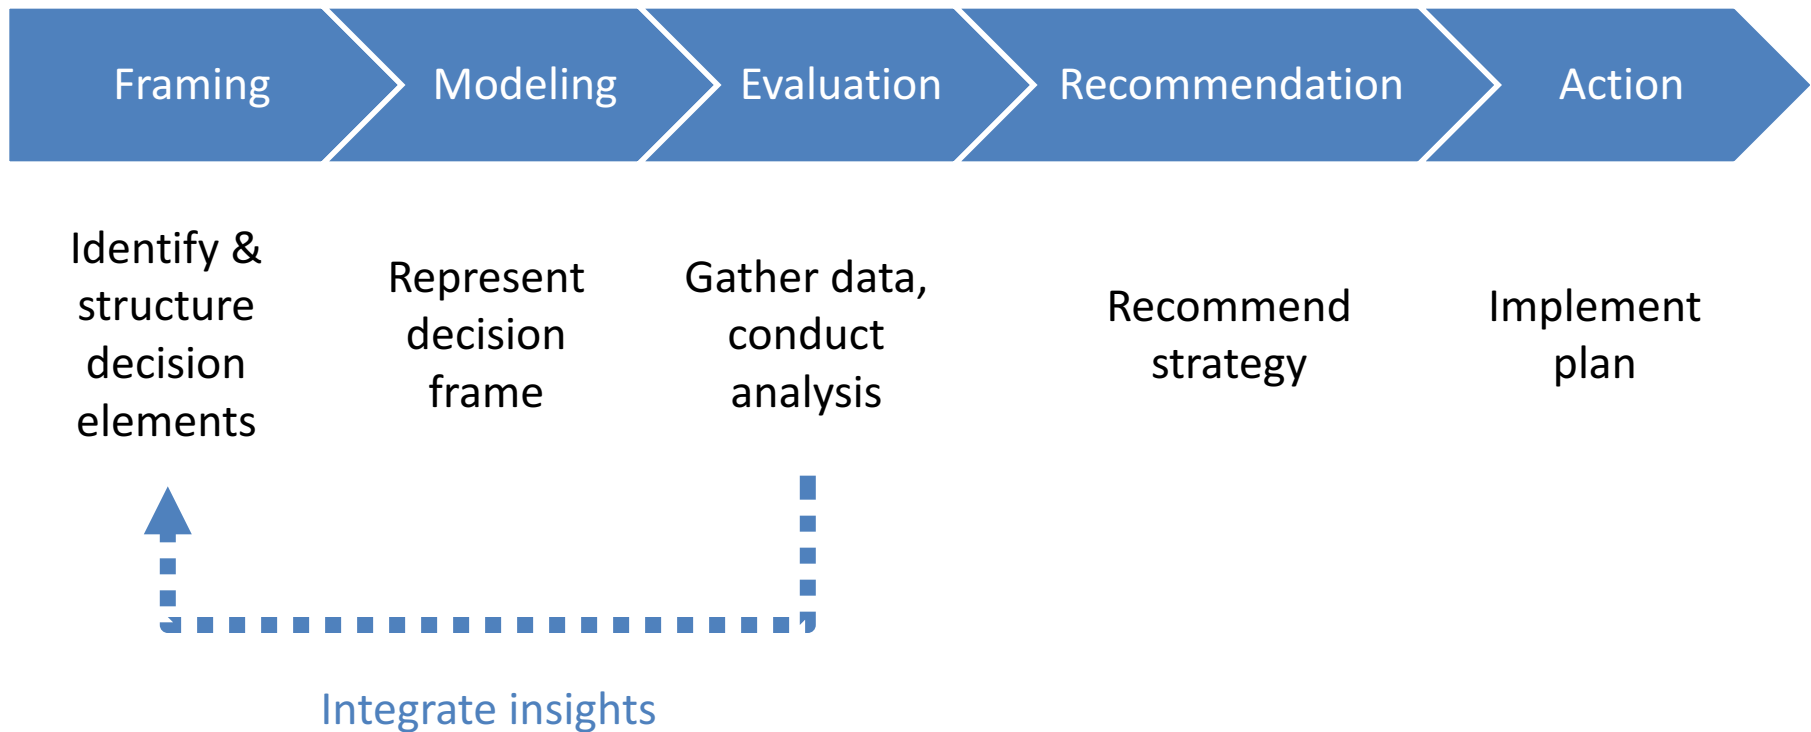 Framing
Modeling
Evaluation
Recommendation
Action
Identify &
structure
decision
elements
Represent
decision
frame
Gather data,
conduct
analysis
Recommend
strategy
Implement
plan
Integrate insights